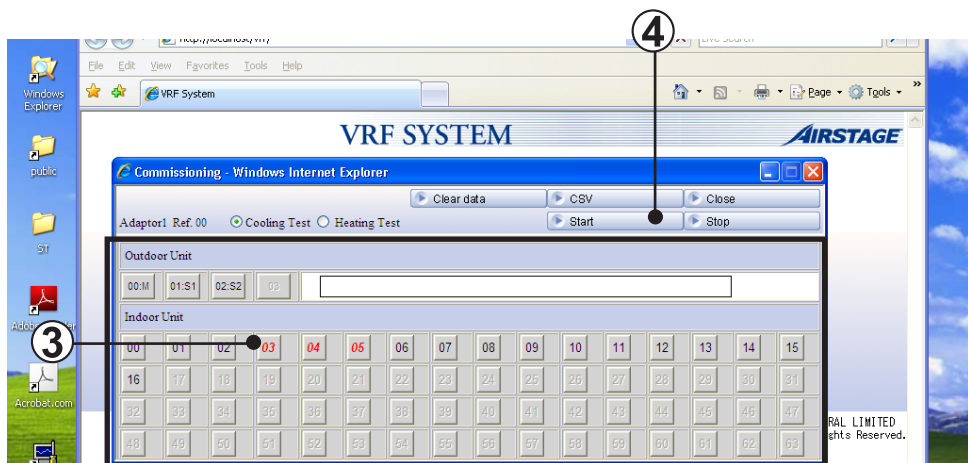 4
http://localhost/vrf/
Live Search
File Edit View Favorites Tools Help
VRF System
Page Tools »
Windows
Explorer
public
ST
Acrobat.com
VRF SYSTEM
AIRSTAGE
Commissioning - Windows Internet Explorer
Clear data CSV Close
Adaptor1 Ref. 00 Cooling Test Heating Test Start Stop
Outdoor Unit
00:M 01:S1 02:S2 03
Indoor Unit
3
00 01 02 03 04 05 06 07 08 09 10 11 12 13 14 15
16 17 18 19 20 21 22 23 24 25 26 27 28 29 30 31
32 33 34 35 36 37 38 39 40 41 42 43 44 45 46 47
48 49 50 51 52 53 54 55 56 57 58 59 60 61 62 63
RAL LIMITED
ghts Reserved.